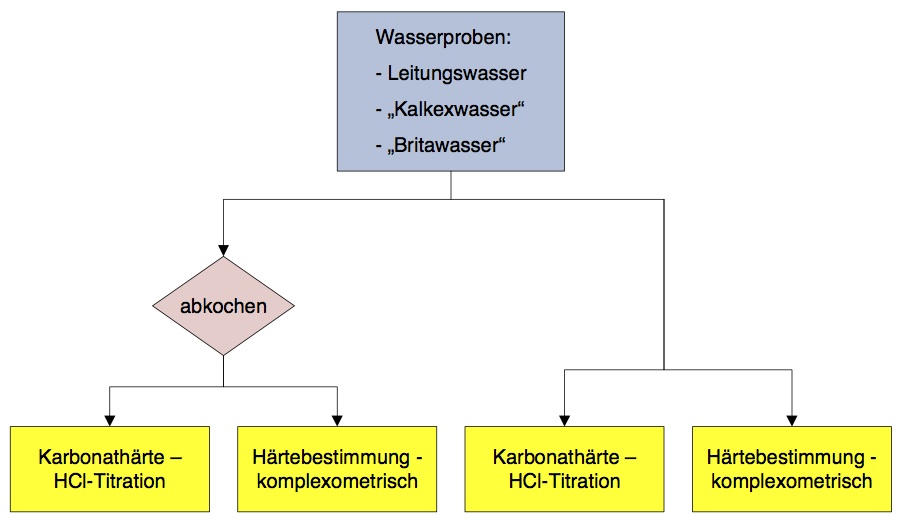 Wasserproben:
- Leitungswasser
- „Kalkexwasser“
- „Britawasser“
abkochen
Karbonathärte –
HCl-Titration
Härtebestimmung -
komplexometrisch
Karbonathärte –
HCl-Titration
Härtebestimmung -
komplexometrisch